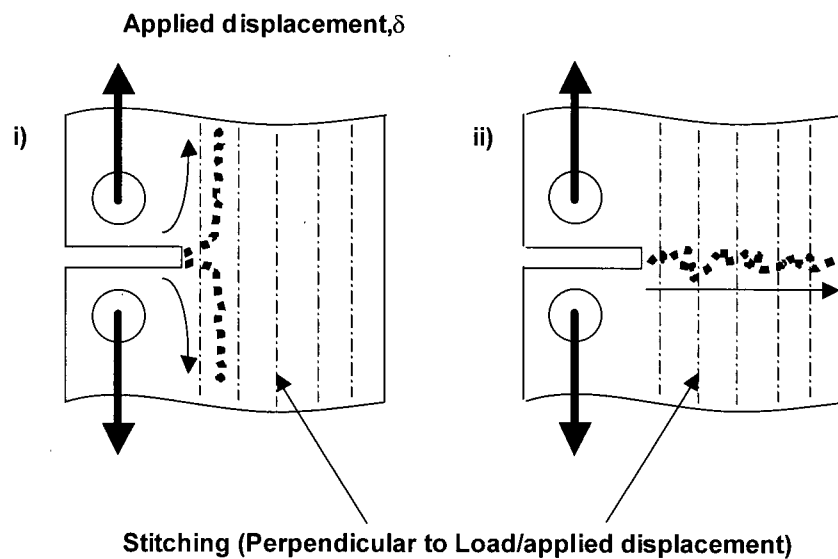 Applied displacement,δ
i)
ii)
Stitching (Perpendicular to Load/applied displacement)